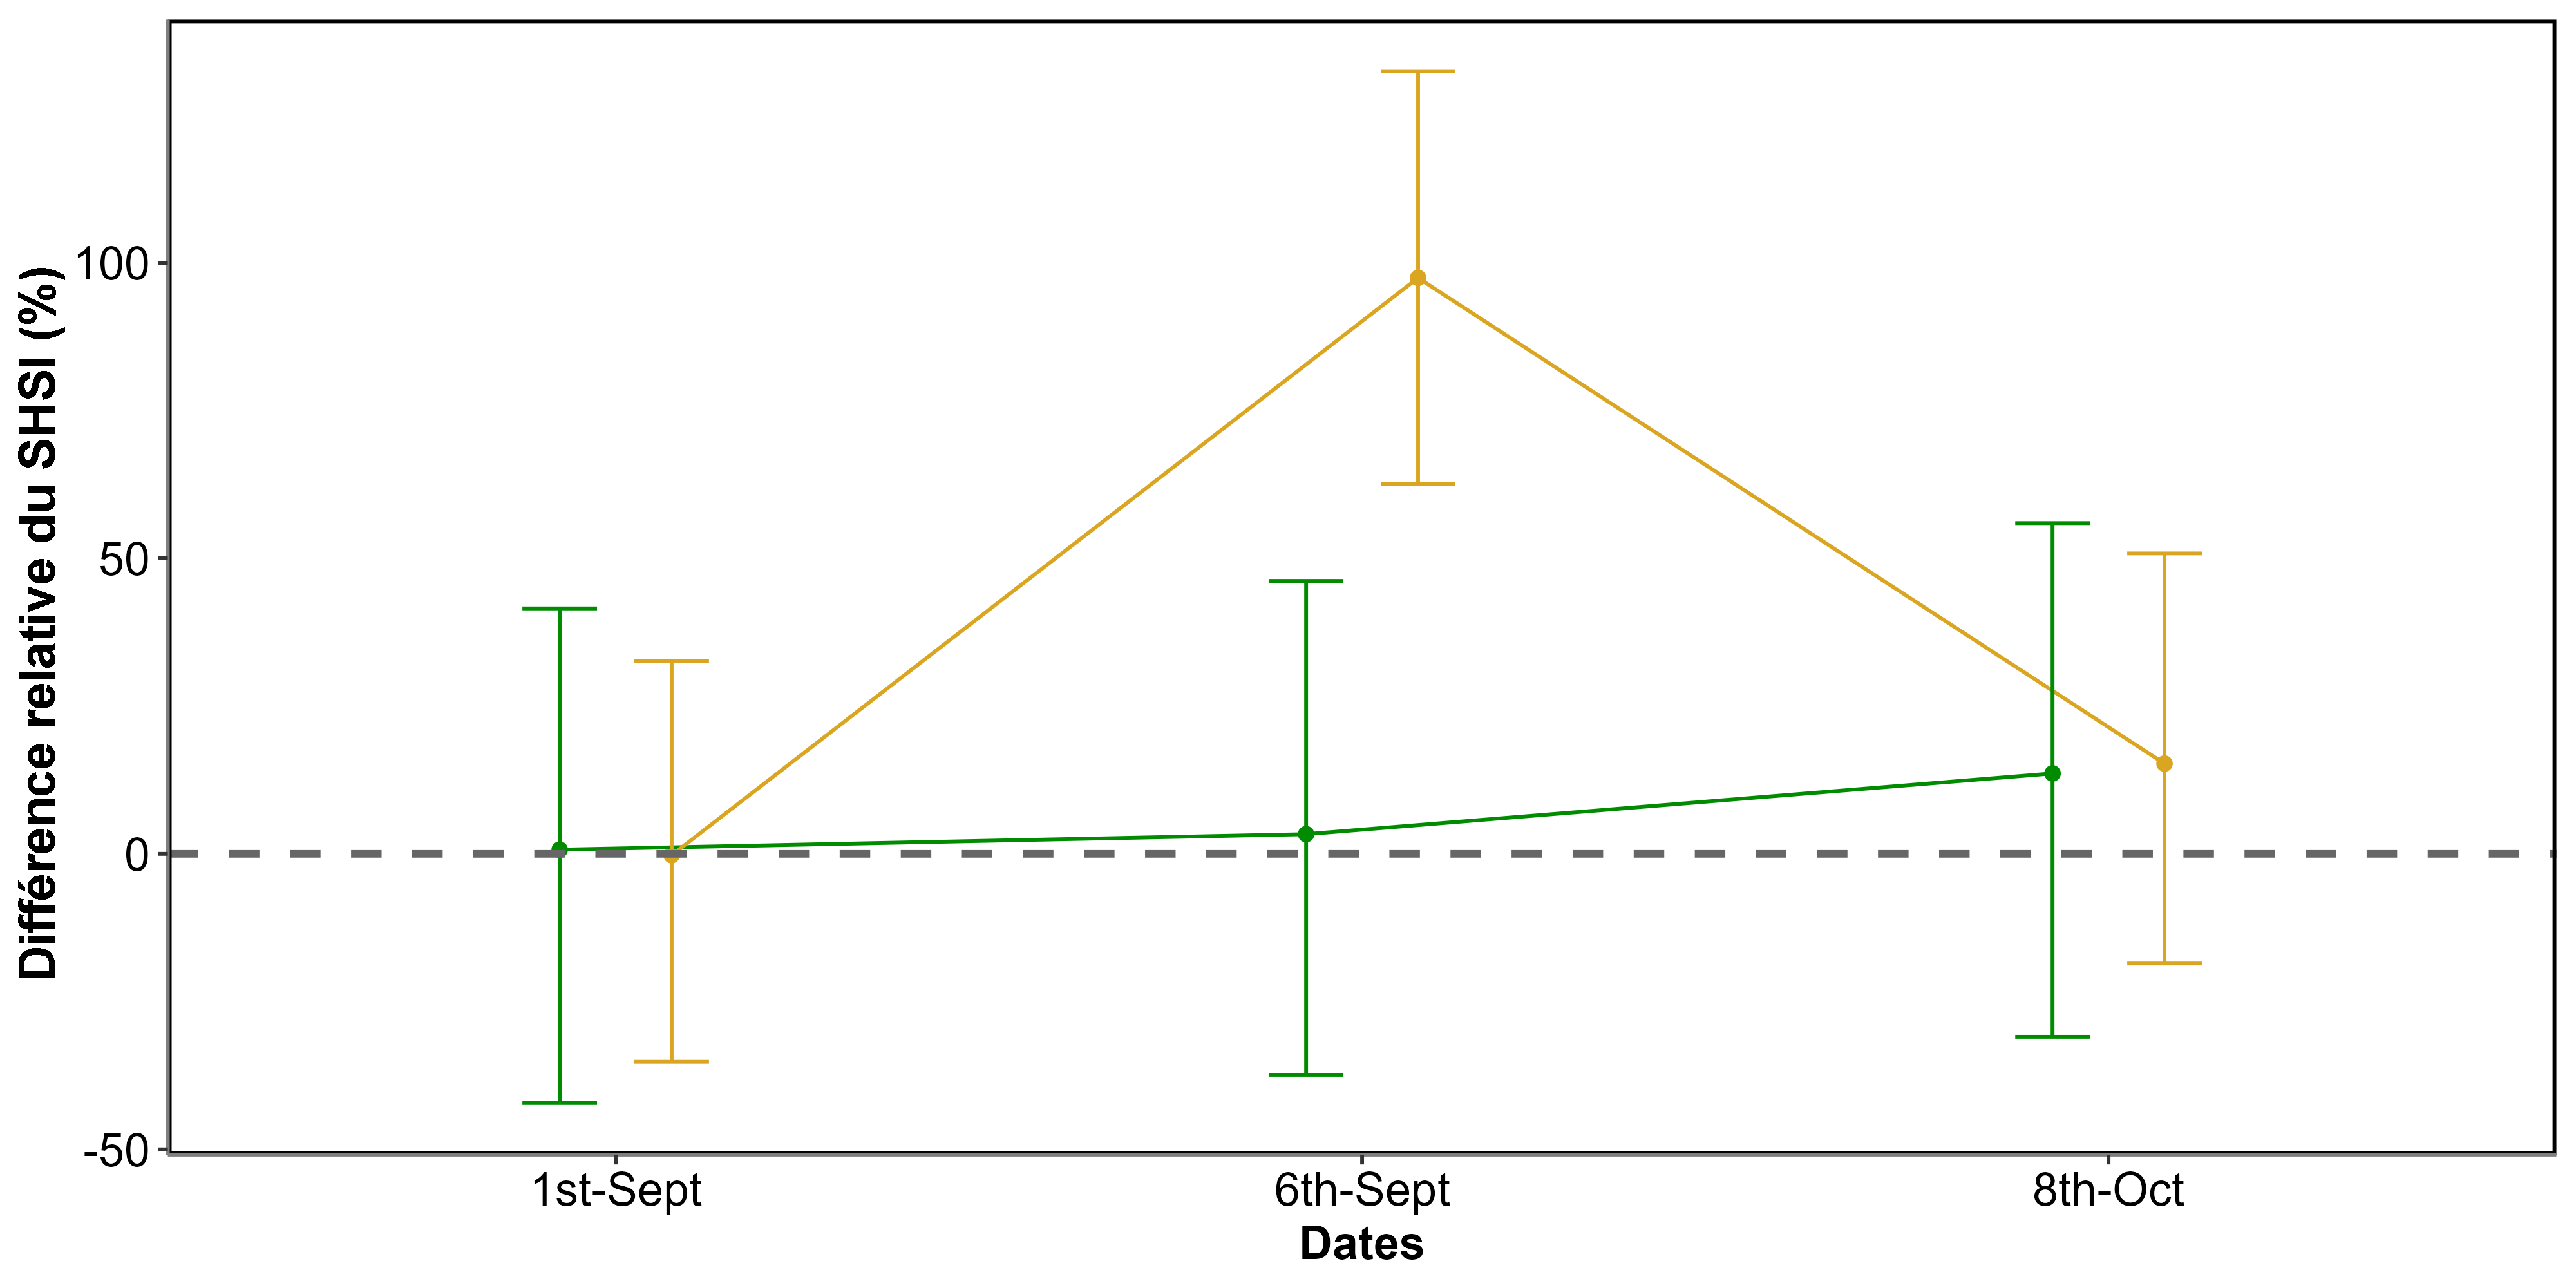 Différence relative du SHSI (%)
100
50
0
-50
1st-Sept
6th-Sept
8th-Oct
Dates